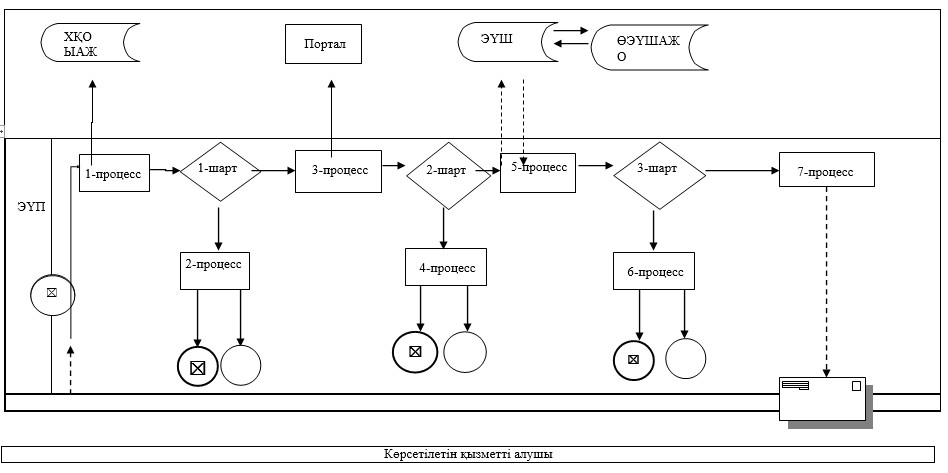 ХҚО
ЫАЖ
Портал
ЭҮШ
ӨЭҮШАЖ
О
ЭҮП
1-процесс
1-шарт
3-процесс
2-шарт
5-процесс
3-шарт
7-процесс
2-процесс
4-процесс
6-процесс
Көрсетілетін қызметті алушы